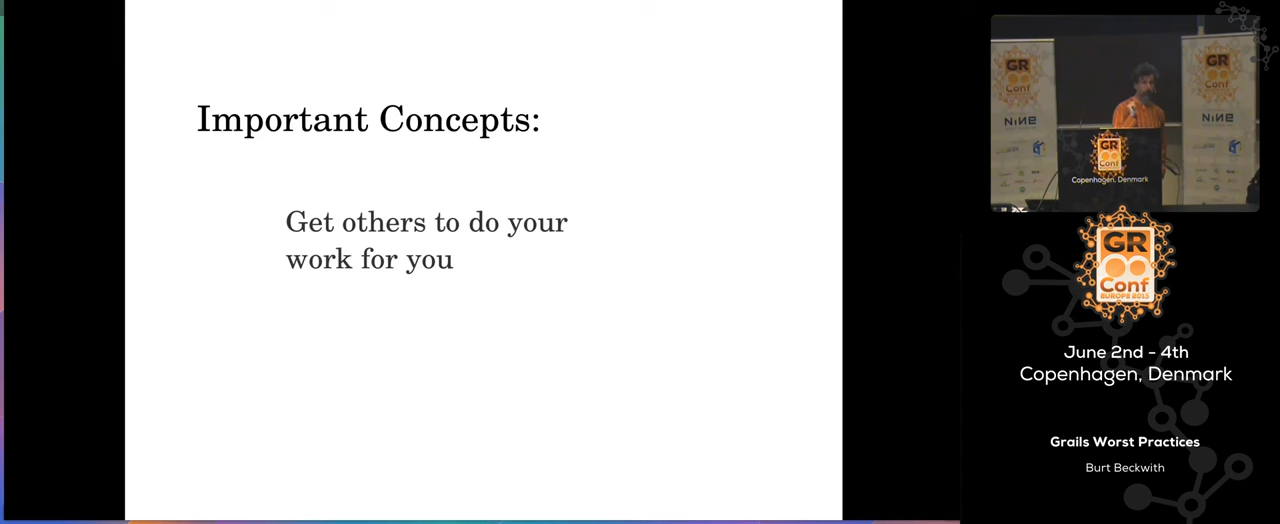 Important Concepts:
Get others to do your
work for you
GR
Conf
NINE
GR
Conf
NINE
GR
Conf
Copenhagen, Denmark
GR
Conf
EUROPE 2015
June 2nd - 4th
Copenhagen, Denmark
Grails Worst Practices
Burt Beckwith